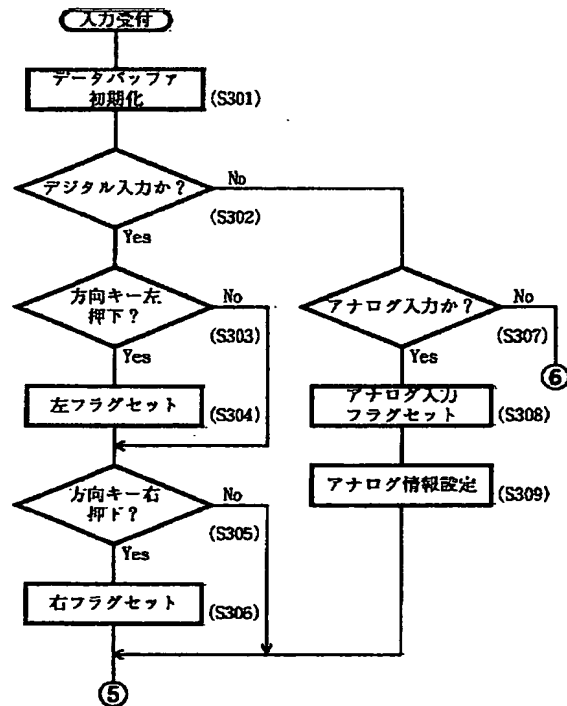 入力受付
データバッファ
初期化
(S301)
デジタル入力か?
No
(S302)
Yes
方向キー左
押下?
No
(S303)
Yes
左フラグセット
(S304)
方向キー右
押下?
No
(S305)
Yes
右フラグセット
(S306)
⑤
アナログ入力か?
No
(S307)
Yes
⑥
アナログ入力
フラグセット
(S308)
アナログ情報設定
(S309)